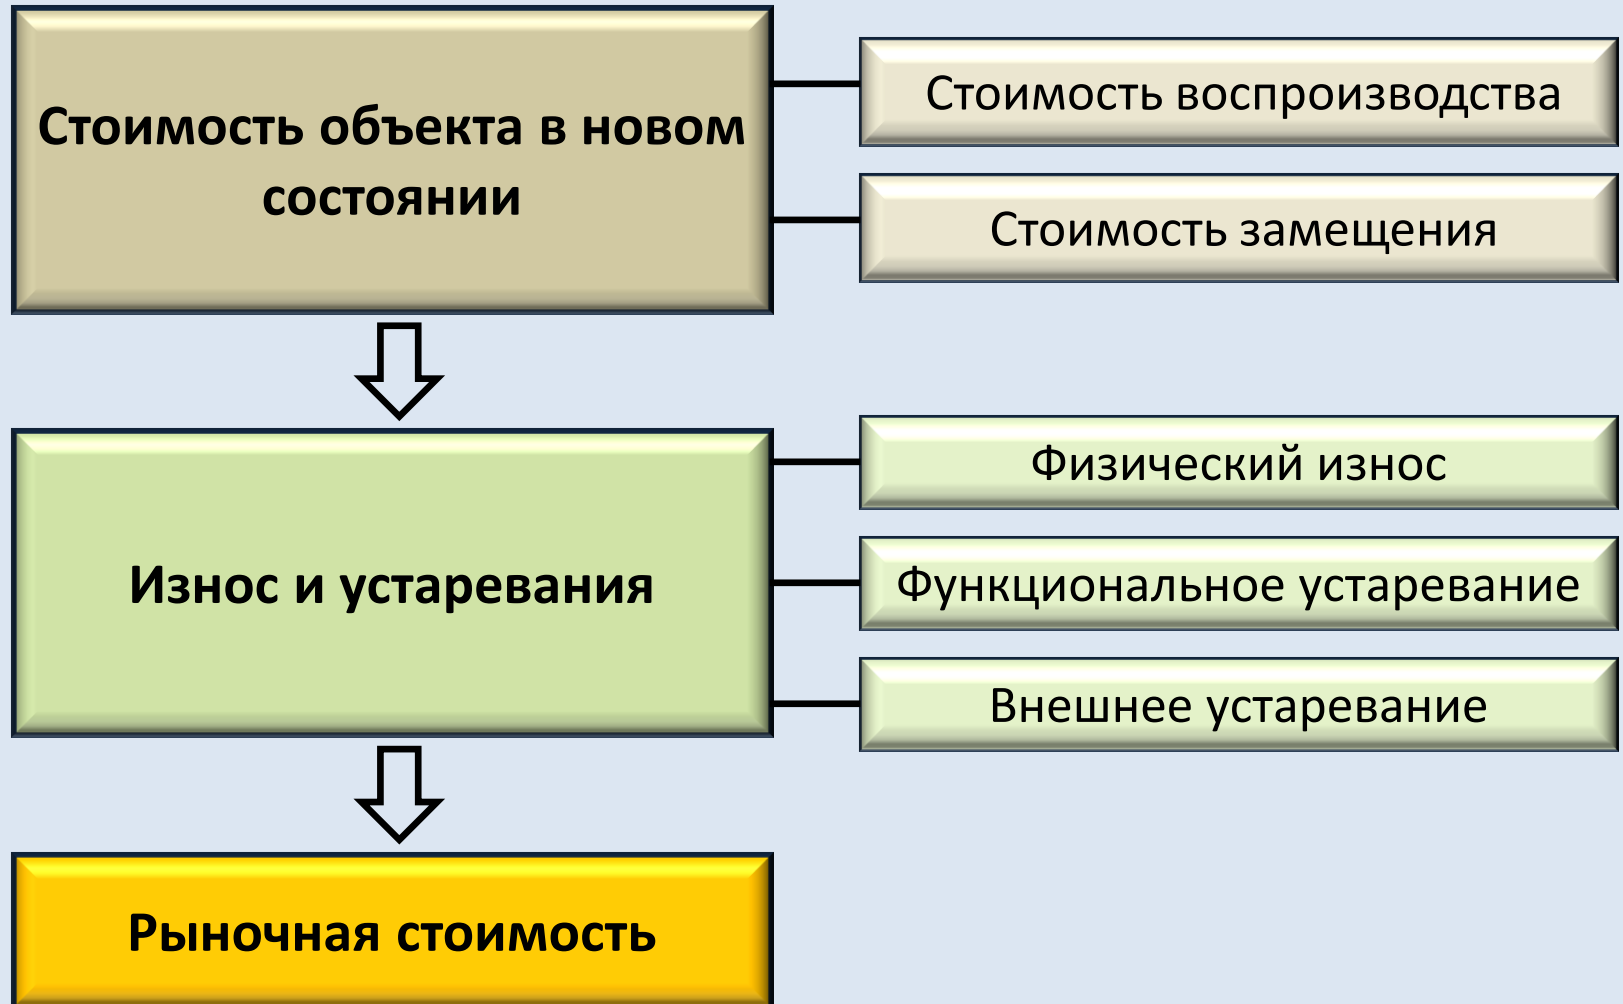 Стоимость объекта в новом
состоянии
Стоимость воспроизводства
Стоимость замещения
Износ и устаревания
Физический износ
Функциональное устаревание
Внешнее устаревание
Рыночная стоимость